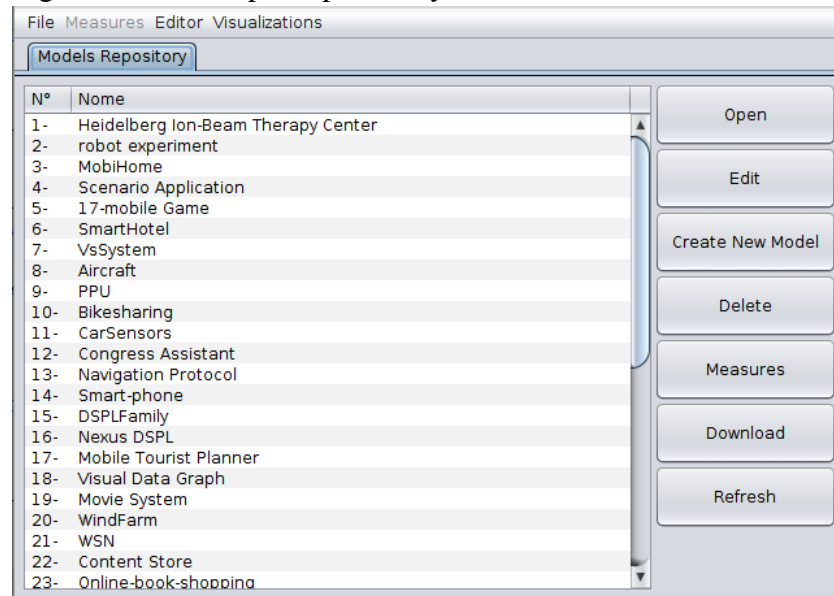 File Measures Editor Visualizations
Models Repository
N° Nome
1- Heidelberg Ion-Beam Therapy Center
2- robot experiment
3- MobiHome
4- Scenario Application
5- 17-mobile Game
6- SmartHotel
7- VsSystem
8- Aircraft
9- PPU
10- Bikesharing
11- CarSensors
12- Congress Assistant
13- Navigation Protocol
14- Smart-phone
15- DSPLFamily
16- Nexus DSPL
17- Mobile Tourist Planner
18- Visual Data Graph
19- Movie System
20- WindFarm
21- WSN
22- Content Store
23- Online-book-shopping
Open
Edit
Create New Model
Delete
Measures
Download
Refresh